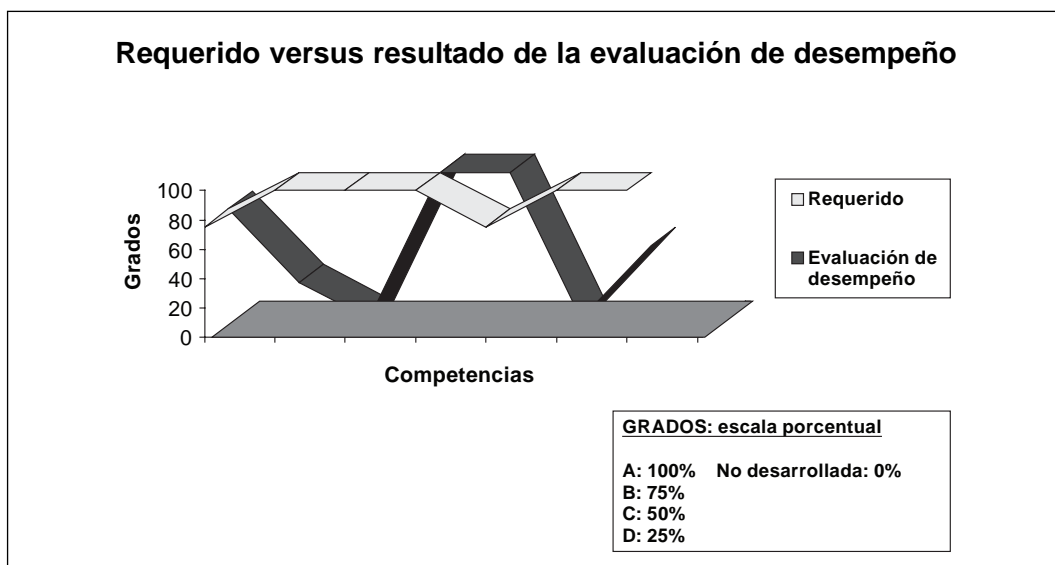 Requerido versus resultado de la evaluación de desempeño
100
80
60
40
20
0
Grados
Competencias
Requerido
Evaluación de
desempeño
GRADOS: escala porcentual
A: 100% No desarrollada: 0%
B: 75%
C: 50%
D: 25%